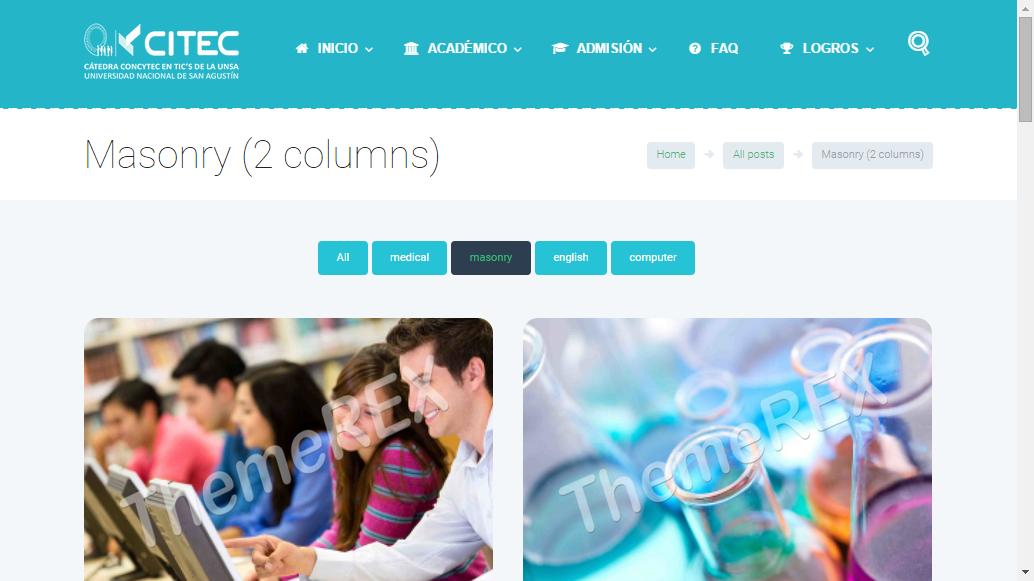 CITEC
CÁTEDRA CONCYTEC EN TIC'S DE LA UNSA
UNIVERSIDAD NACIONAL DE SAN AGUSTÍN
INICIO ACADÉMICO ADMISIÓN FAQ LOGROS
Masonry (2 columns)
Home All posts Masonry (2 columns)
All medical masonry english computer
ThemeREX ThemeREX